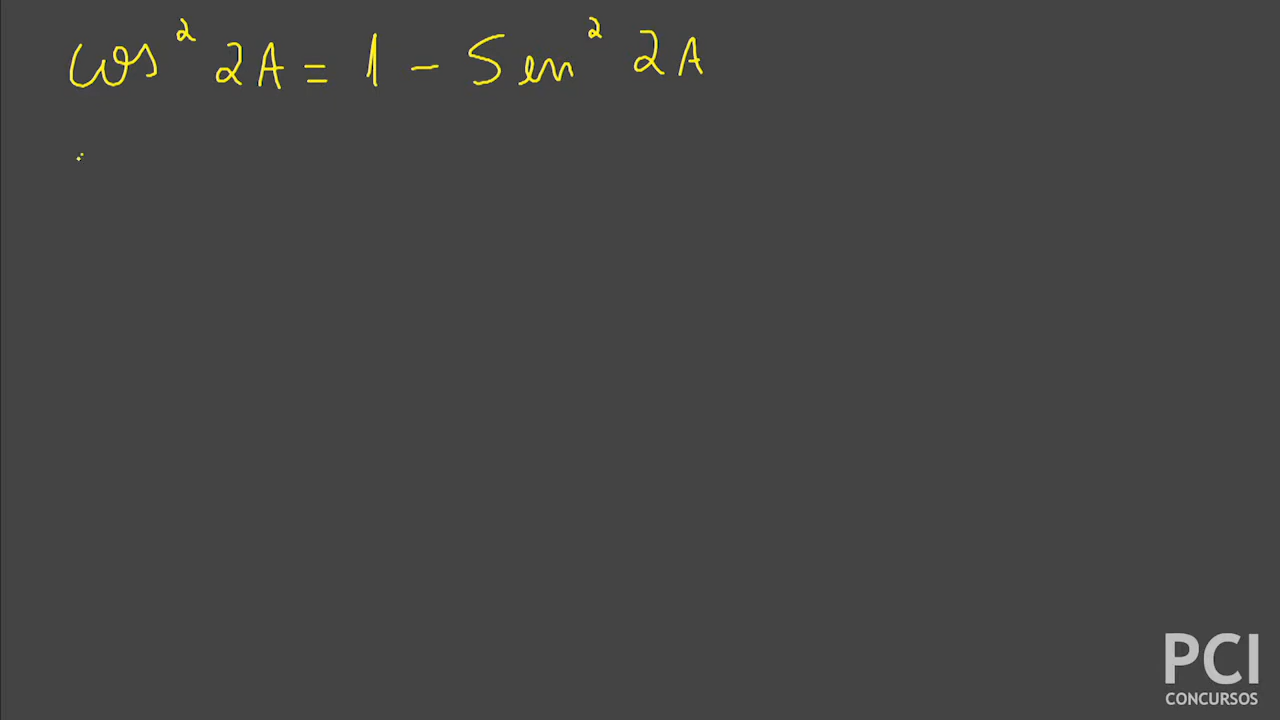 cos² 2A = 1 - Sen² 2A
PCI
CONCURSOS